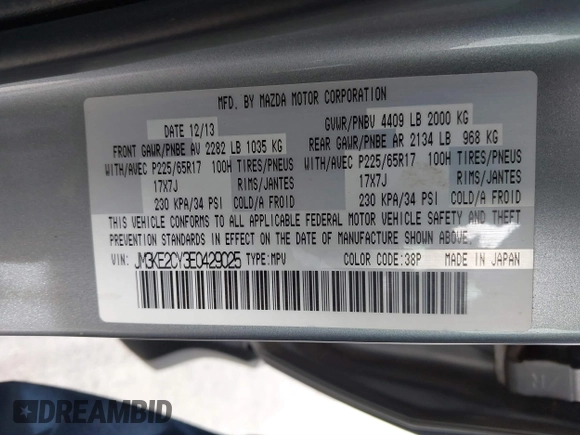 MFD. BY MAZDA MOTOR CORPORATION
DATE 12/13 GVWR/PNBV 4409 LB 2000 KG
FRONT GAWR/PNBE AV 2282 LB 1035 KG REAR GAWR/PNBE AR 2134 LB 968 KG
WITH/AVEC P225/65R17 100H TIRES/PNEUS WITH/AVEC P225/65R17 100H TIRES/PNEUS
17X7J RIMS/JANTES 17X7J RIMS/JANTES
230 KPA/34 PSI COLD/A FROID 230 KPA/34 PSI COLD/A FROID
THIS VEHICLE CONFORMS TO ALL APPLICABLE FEDERAL MOTOR VEHICLE SAFETY AND THEFT
PREVENTION STANDARDS IN EFFECT ON THE DATE OF MANUFACTURE SHOWN ABOVE.
VIN: JM3KE2CY3E0429025 TYPE:MPV COLOR CODE:38P MADE IN JAPAN
DREAMBID